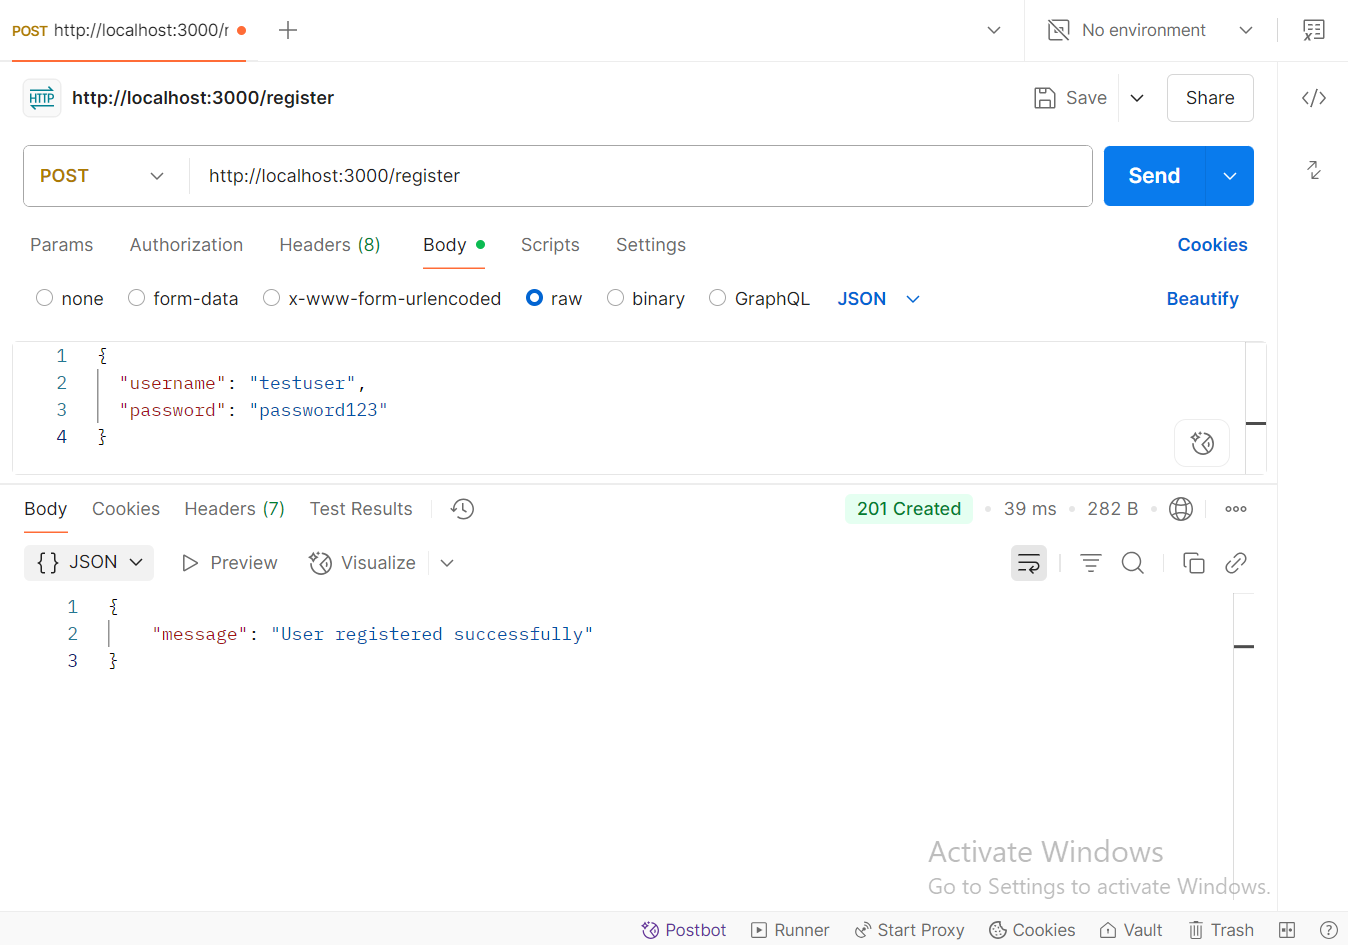 POST http://localhost:3000/r
No environment
HTTP http://localhost:3000/register
Save
Share
POST
http://localhost:3000/register
Send
Params Authorization Headers (8) Body Scripts Settings Cookies
none form-data x-www-form-urlencoded raw binary GraphQL JSON Beautify
1 {
2 "username": "testuser",
3 "password": "password123"
4 }
Body Cookies Headers (7) Test Results 201 Created 39 ms 282 B
{} JSON Preview Visualize
1 {
2 "message": "User registered successfully"
3 }
Activate Windows
Go to Settings to activate Windows.
Postbot Runner Start Proxy Cookies Vault Trash